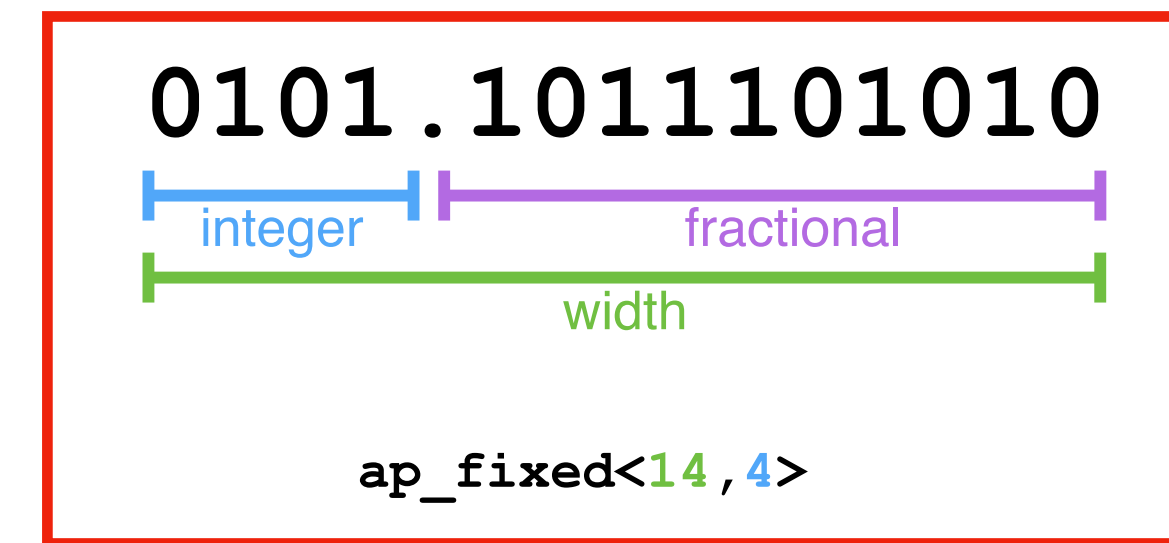 0101.1011101010
integer fractional
width
ap_fixed<14,4>